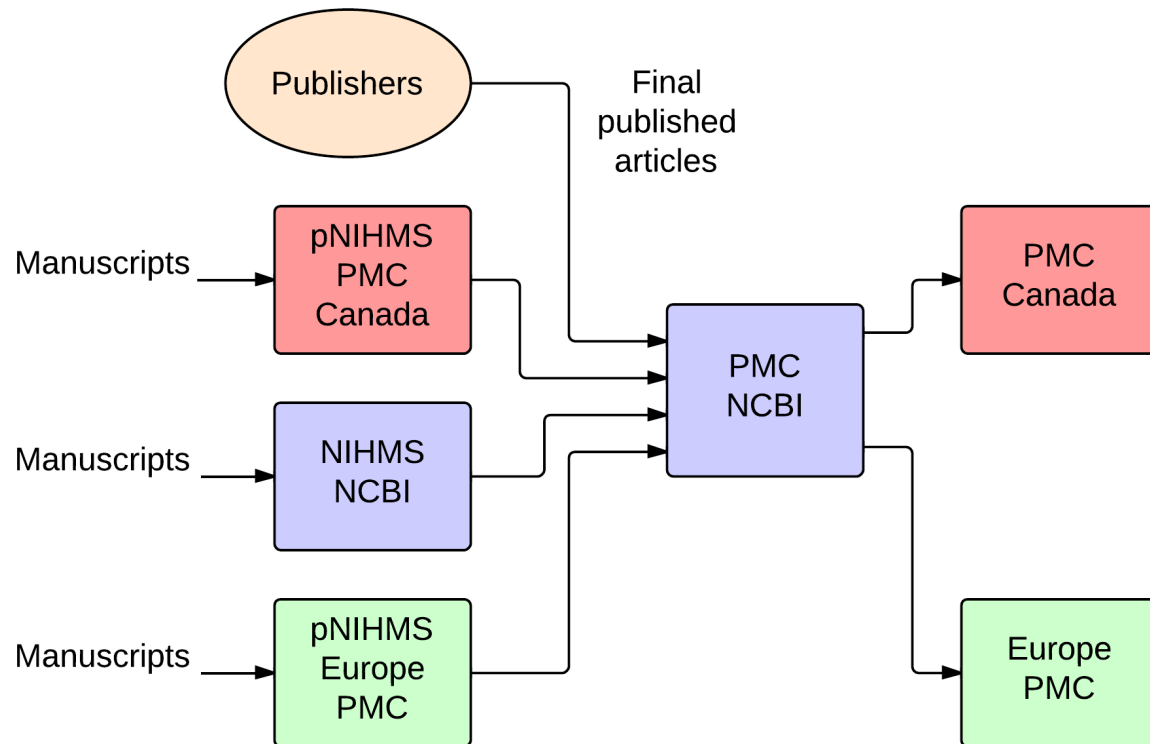 Publishers
Final
published
articles
Manuscripts
pNIHMS
PMC
Canada
PMC
Canada
PMC
NCBI
Manuscripts
NIHMS
NCBI
Manuscripts
pNIHMS
Europe
PMC
Europe
PMC